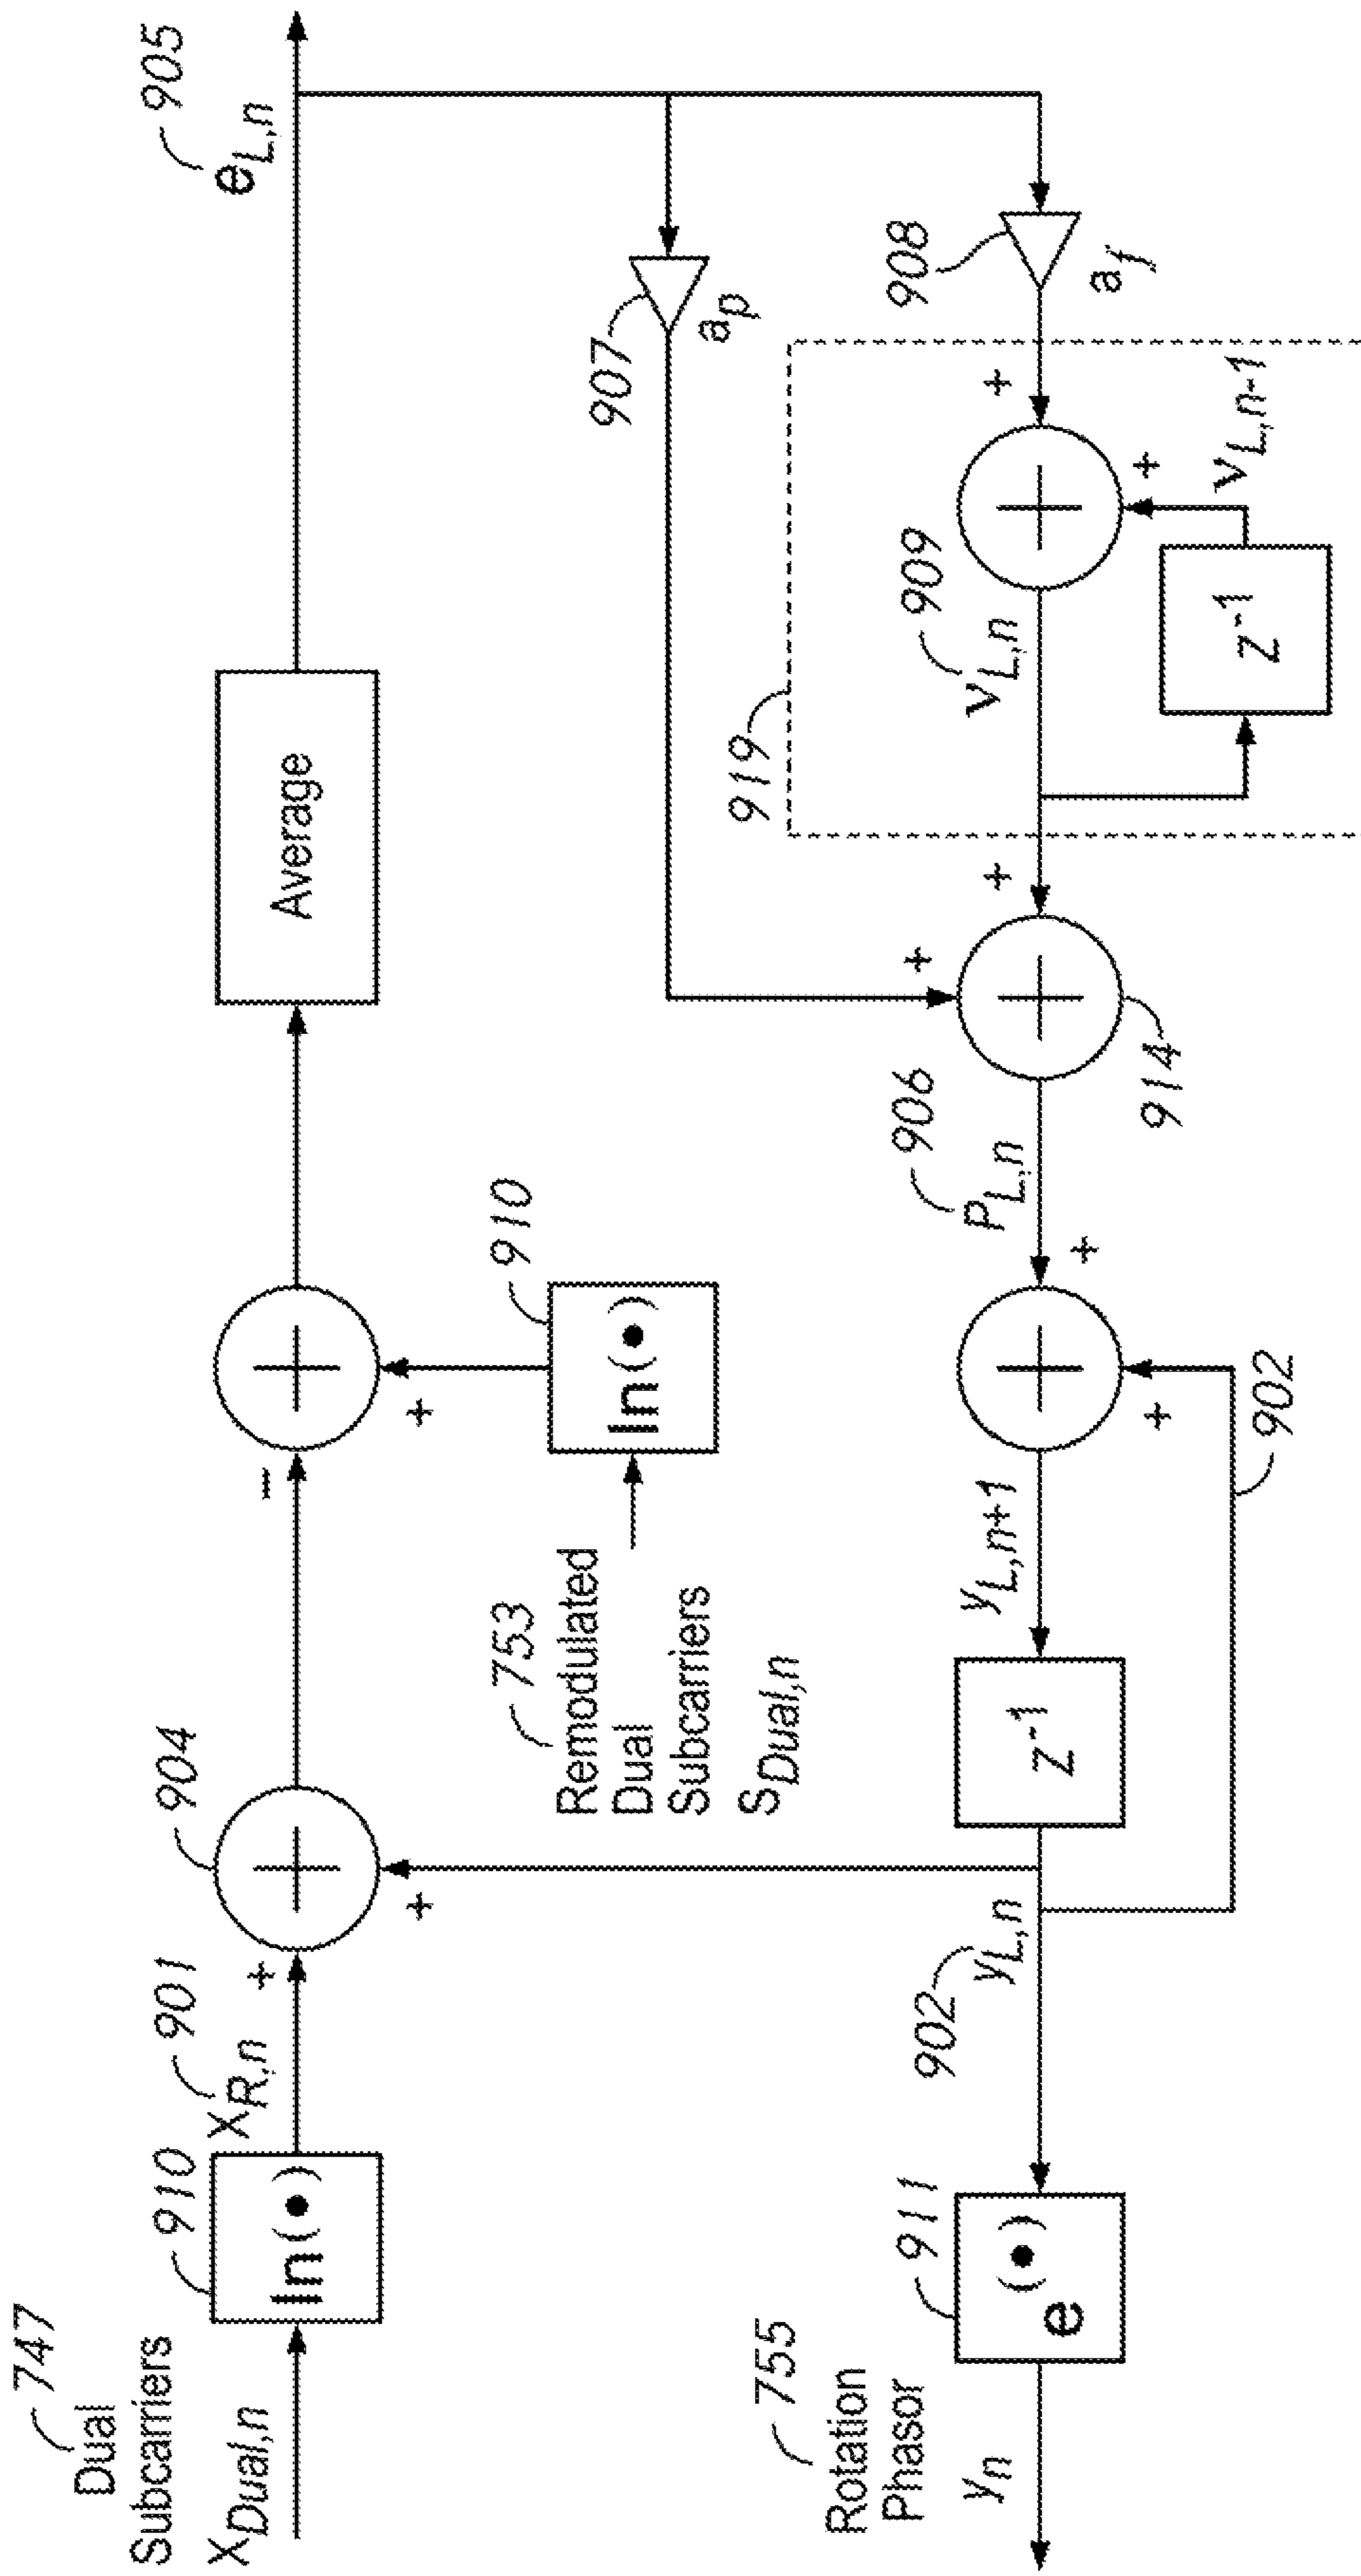 747
Dual
Subcarriers
X_Dual,n
910
ln(•)
X_R,n
901
+
904
+
−
+
910
ln(•)
753
Remodulated
Dual
Subcarriers
S_Dual,n
Average
905
e_L,n
907
a_p
908
a_f
919
+
+
909
ν_L,n
ν_L,n-1
z^-1
+
+
914
906
P_L,n
+
+
902
y_L,n+1
z^-1
902
y_L,n
911
e^(•)
755
Rotation
Phasor
y_n